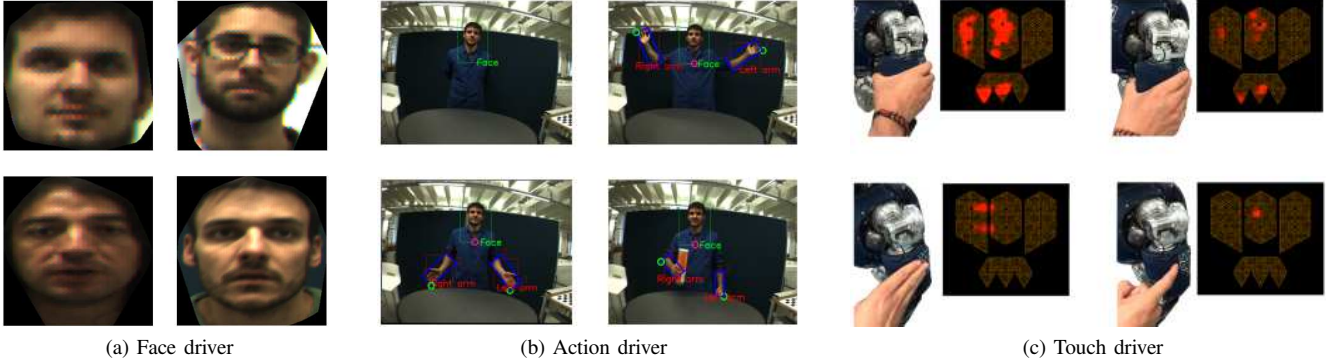 Face
Right arm
Face
Left arm
Face
Right arm
Left arm
Face
Right arm
Left arm
(a) Face driver
(b) Action driver
(c) Touch driver